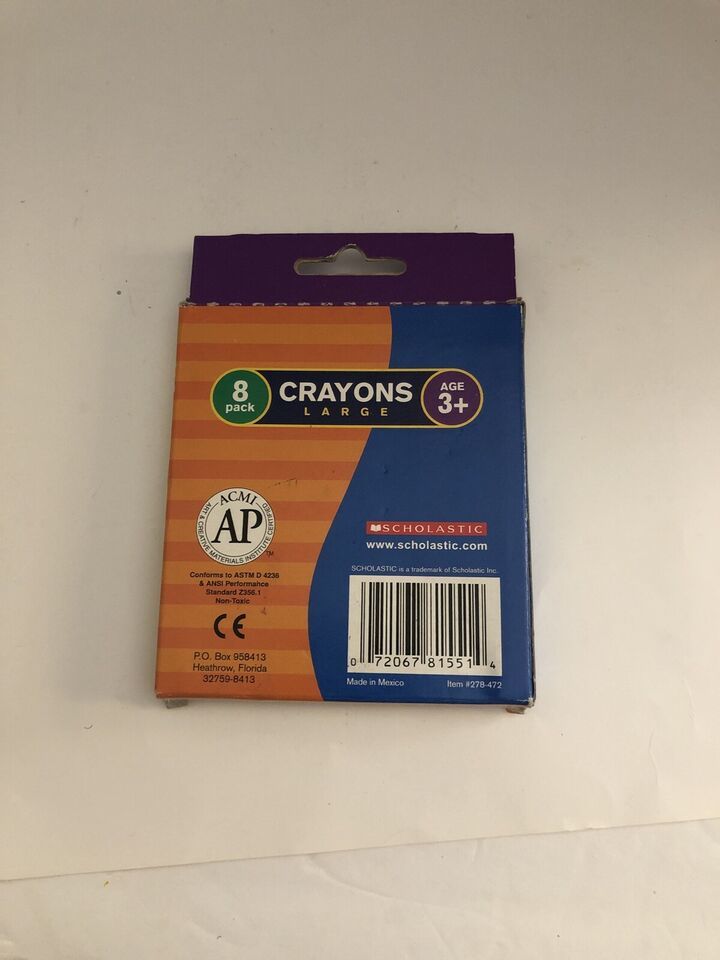 8
pack
CRAYONS
LARGE
AGE
3+
ACMI
AP
ART & CREATIVE MATERIALS INSTITUTE CERTIFIED
TM
Conforms to ASTM D 4236
& ANSI Performance
Standard Z356.1
Non-Toxic
CE
P.O. Box 958413
Heathrow, Florida
32759-8413
SCHOLASTIC
www.scholastic.com
SCHOLASTIC is a trademark of Scholastic Inc.
0 72067 81551 4
Made in Mexico
Item #278-472